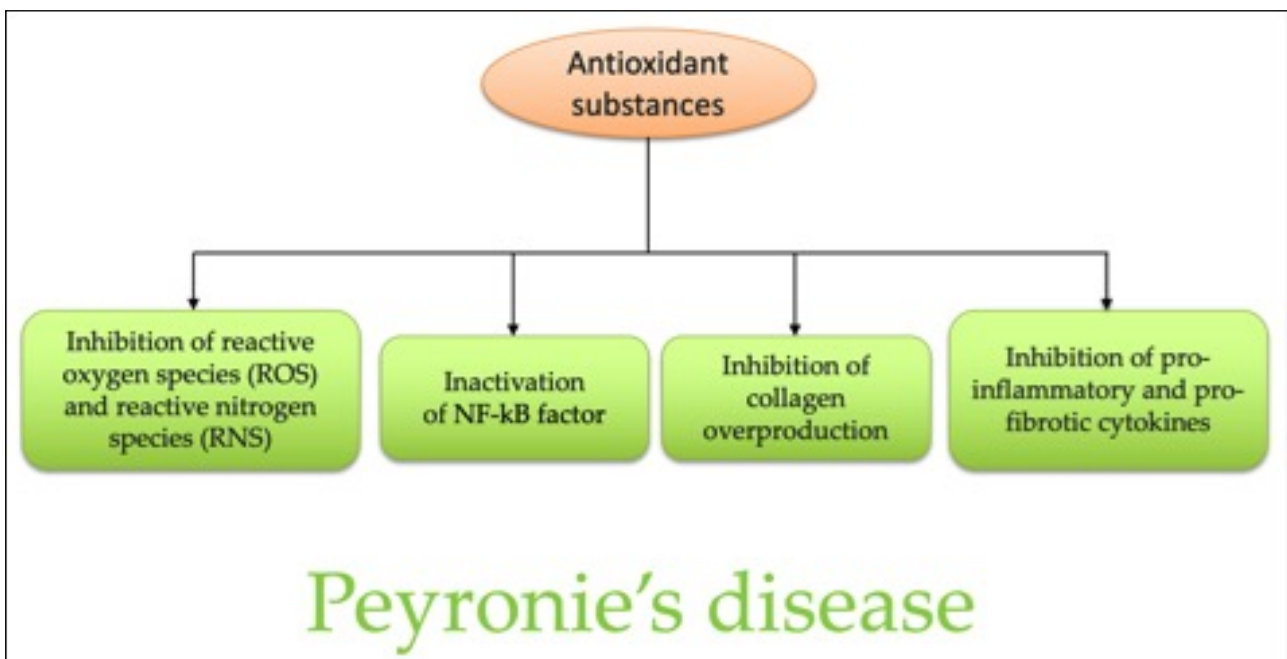 Antioxidant
substances
Inhibition of reactive
oxygen species (ROS)
and reactive nitrogen
species (RNS)
Inactivation
of NF-kB factor
Inhibition of
collagen
overproduction
Inhibition of pro-
inflammatory and pro-
fibrotic cytokines
Peyronie’s disease